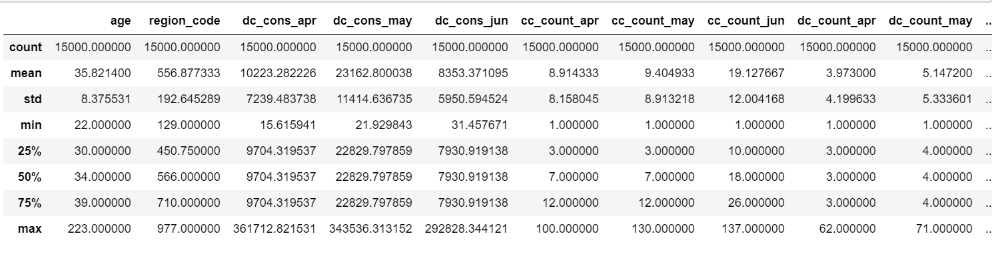 age region_code dc_cons_apr dc_cons_may dc_cons_jun cc_count_apr cc_count_may cc_count_jun dc_count_apr dc_count_may ..
count 15000.000000 15000.000000 15000.000000 15000.000000 15000.000000 15000.000000 15000.000000 15000.000000 15000.000000 15000.000000 ..
mean 35.821400 556.877333 10223.282226 23162.800038 8353.371095 8.914333 9.404933 19.127667 3.973000 5.147200 ..
std 8.375531 192.645289 7239.483738 11414.636735 5950.594524 8.158045 8.913218 12.004168 4.199633 5.333601 ..
min 22.000000 129.000000 15.615941 21.929843 31.457671 1.000000 1.000000 1.000000 1.000000 1.000000 ..
25% 30.000000 450.750000 9704.319537 22829.797859 7930.919138 3.000000 3.000000 10.000000 3.000000 4.000000 ..
50% 34.000000 566.000000 9704.319537 22829.797859 7930.919138 7.000000 7.000000 18.000000 3.000000 4.000000 ..
75% 39.000000 710.000000 9704.319537 22829.797859 7930.919138 12.000000 12.000000 26.000000 3.000000 4.000000 ..
max 223.000000 977.000000 361712.821531 343536.313152 292828.344121 100.000000 130.000000 137.000000 62.000000 71.000000 ..